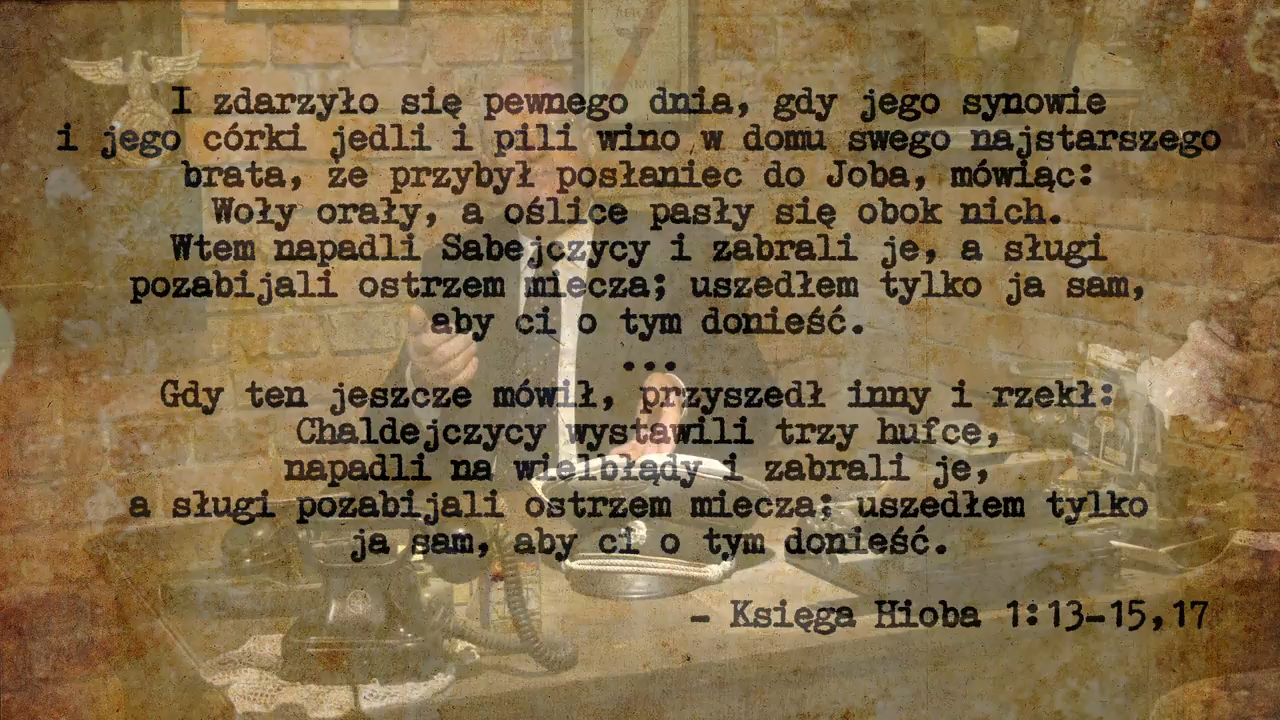 I zdarzyło się pewnego dnia, gdy jego synowie
i jego córki jedli i pili wino w domu swego najstarszego
brata, że przybył posłaniec do Joba, mówiąc:
Woły orały, a oślice pasły się obok nich.
Wtem napadli Sabejczycy i zabrali je, a sługi
pozabijali ostrzem miecza; uszedłem tylko ja sam,
aby ci o tym donieść.
...
Gdy ten jeszcze mówił, przyszedł inny i rzekł:
Chaldejczycy wystawili trzy hufce,
napadli na wielbłądy i zabrali je,
a sługi pozabijali ostrzem miecza; uszedłem tylko
ja sam, aby ci o tym donieść.
- Księga Hioba 1:13-15,17